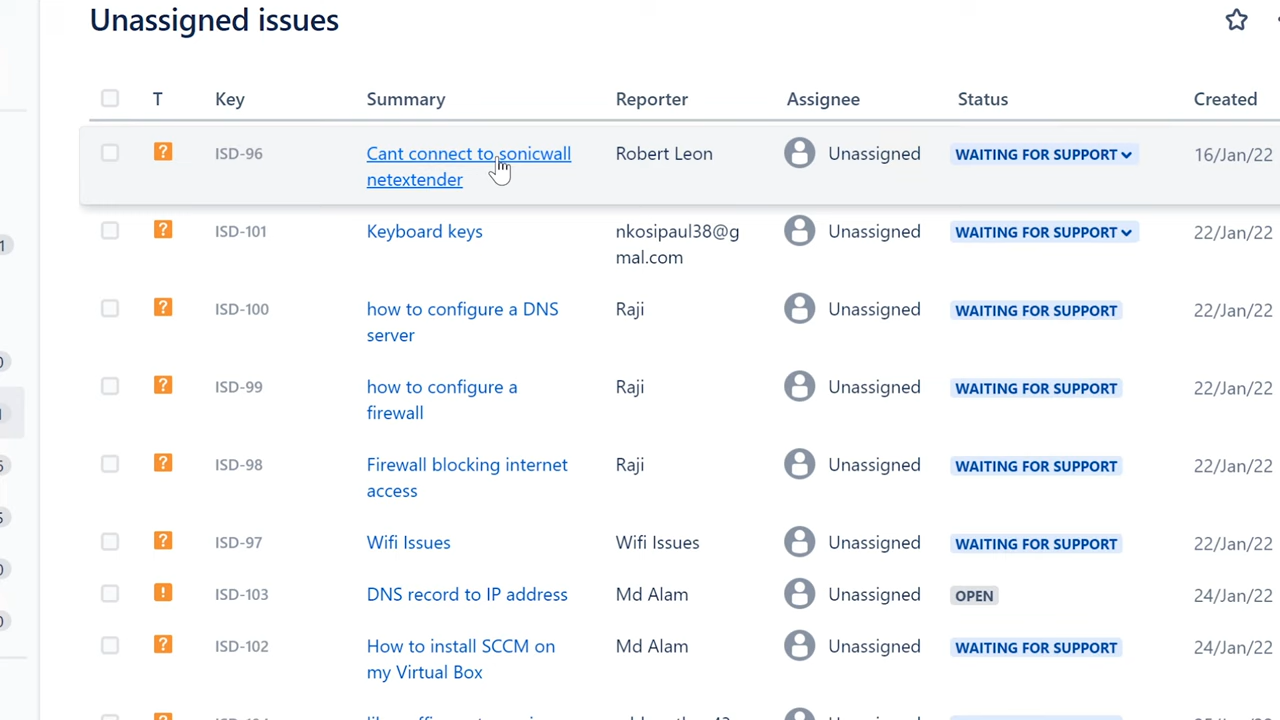 Unassigned issues
T Key Summary Reporter Assignee Status Created
ISD-96 Cant connect to sonicwall Robert Leon Unassigned WAITING FOR SUPPORT 16/Jan/22
netextender
1
ISD-101 Keyboard keys nkosipaul38@g Unassigned WAITING FOR SUPPORT 22/Jan/22
mal.com
ISD-100 how to configure a DNS Raji Unassigned WAITING FOR SUPPORT 22/Jan/22
server
ISD-99 how to configure a Raji Unassigned WAITING FOR SUPPORT 22/Jan/22
firewall
ISD-98 Firewall blocking internet Raji Unassigned WAITING FOR SUPPORT 22/Jan/22
access
ISD-97 Wifi Issues Wifi Issues Unassigned WAITING FOR SUPPORT 22/Jan/22
ISD-103 DNS record to IP address Md Alam Unassigned OPEN 24/Jan/22
ISD-102 How to install SCCM on Md Alam Unassigned WAITING FOR SUPPORT 24/Jan/22
my Virtual Box